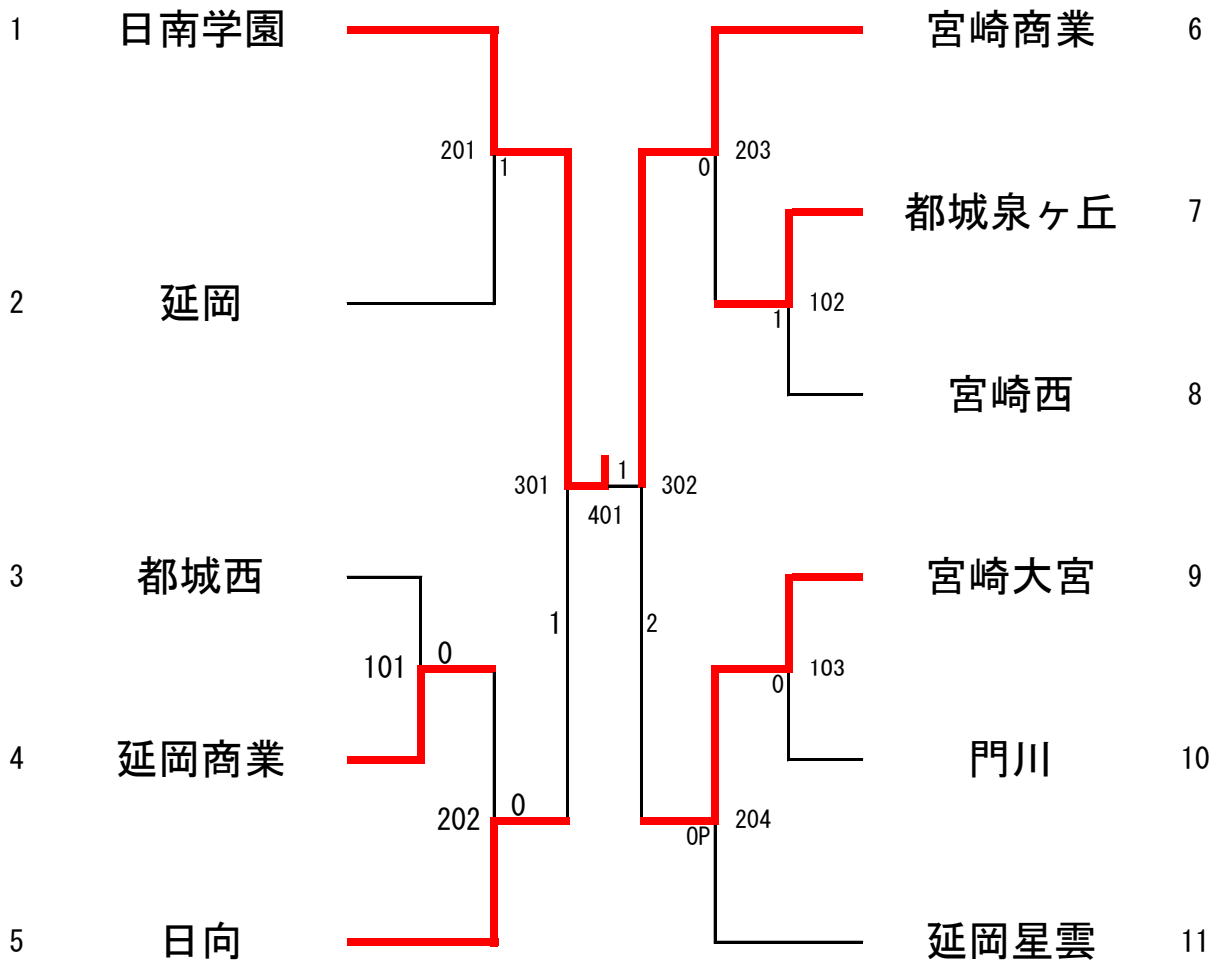 1 日南学園 宮崎商業 6
201 1 0 203
都城泉ヶ丘 7
2 延岡 1 102
宮崎西 8
301 1 302
401
3 都城西 宮崎大宮 9
1 2
101 0 0 103
4 延岡商業 門川 10
202 0 0P 204
5 日向 延岡星雲 11